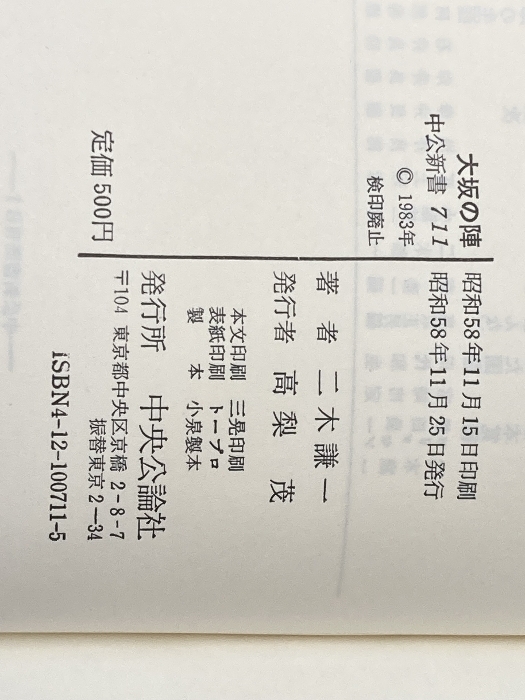 大坂の陣
中公新書 711
© 1983年
検印廃止
昭和58年11月15日印刷
昭和58年11月25日発行
著 者 二木謙一
発行者 高梨 茂
本文印刷 三晃印刷
表紙印刷 トープロ
製 本 小泉製本
発行所 中央公論社
〒104 東京都中央区京橋 2-8-7
振替東京 2—34
定価 500円
iSBN4-12-100711-5